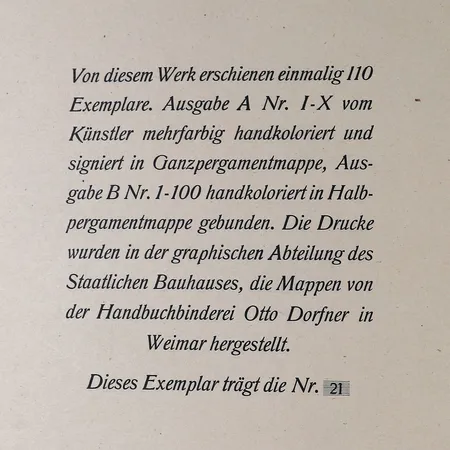 Von diesem Werk erschienen einmalig 110
Exemplare. Ausgabe A Nr. I-X vom
Künstler mehrfarbig handkoloriert und
signiert in Ganzpergamentmappe, Aus-
gabe B Nr. 1-100 handkoloriert in Halb-
pergamentmappe gebunden. Die Drucke
wurden in der graphischen Abteilung des
Staatlichen Bauhauses, die Mappen von
der Handbuchbinderei Otto Dorfner in
Weimar hergestellt.
Dieses Exemplar trägt die Nr. 21